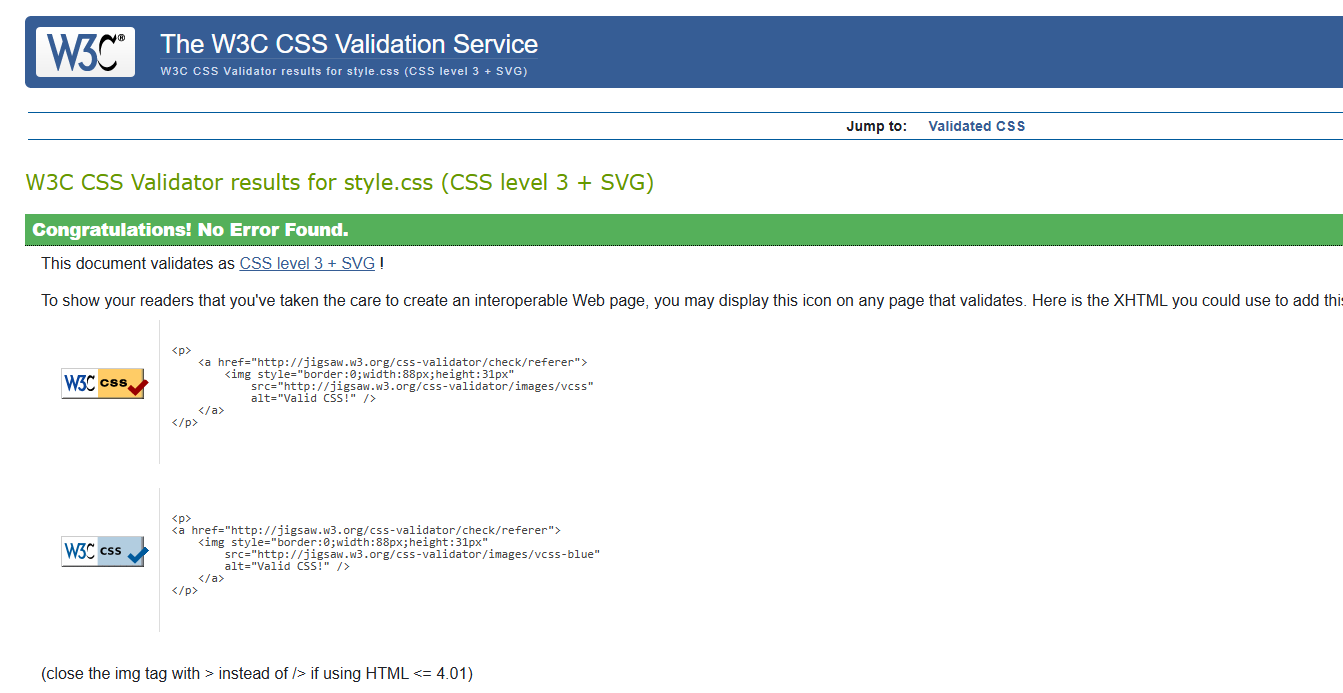 W3C®
The W3C CSS Validation Service
W3C CSS Validator results for style.css (CSS level 3 + SVG)
Jump to: Validated CSS
W3C CSS Validator results for style.css (CSS level 3 + SVG)
Congratulations! No Error Found.
This document validates as CSS level 3 + SVG !
To show your readers that you've taken the care to create an interoperable Web page, you may display this icon on any page that validates. Here is the XHTML you could use to add
W3C css
<p>
    <a href="http://jigsaw.w3.org/css-validator/check/referer">
        <img style="border:0;width:88px;height:31px"
            src="http://jigsaw.w3.org/css-validator/images/vcss"
            alt="Valid CSS!" />
    </a>
</p>
W3C css
<p>
<a href="http://jigsaw.w3.org/css-validator/check/referer">
    <img style="border:0;width:88px;height:31px"
        src="http://jigsaw.w3.org/css-validator/images/vcss-blue"
        alt="Valid CSS!" />
    </a>
</p>
(close the img tag with > instead of /> if using HTML <= 4.01)